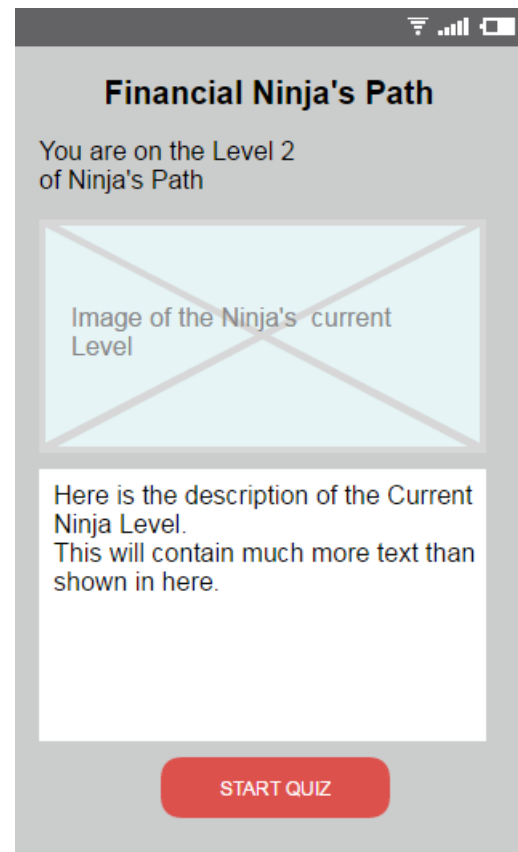 Financial Ninja's Path
You are on the Level 2
of Ninja's Path
Image of the Ninja's  current
Level
Here is the description of the Current
Ninja Level.
This will contain much more text than
shown in here.
START QUIZ